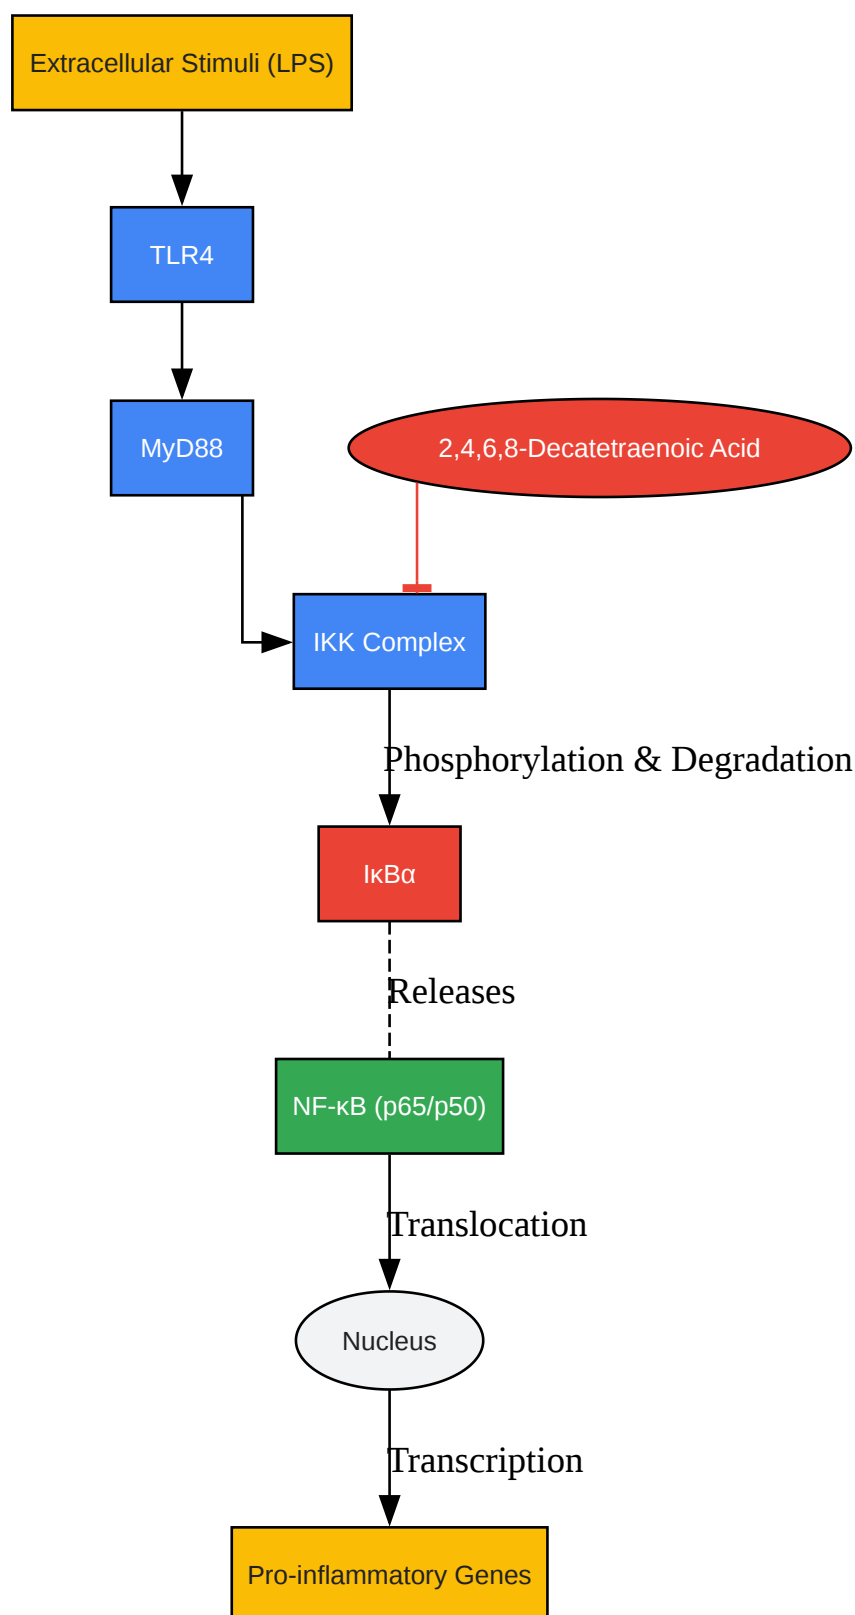 Extracellular Stimuli (LPS)
TLR4
MyD88
2,4,6,8-Decatetraenoic Acid
IKK Complex
Phosphorylation & Degradation
IκBα
Releases
NF-κB (p65/p50)
Translocation
Nucleus
Transcription
Pro-inflammatory Genes